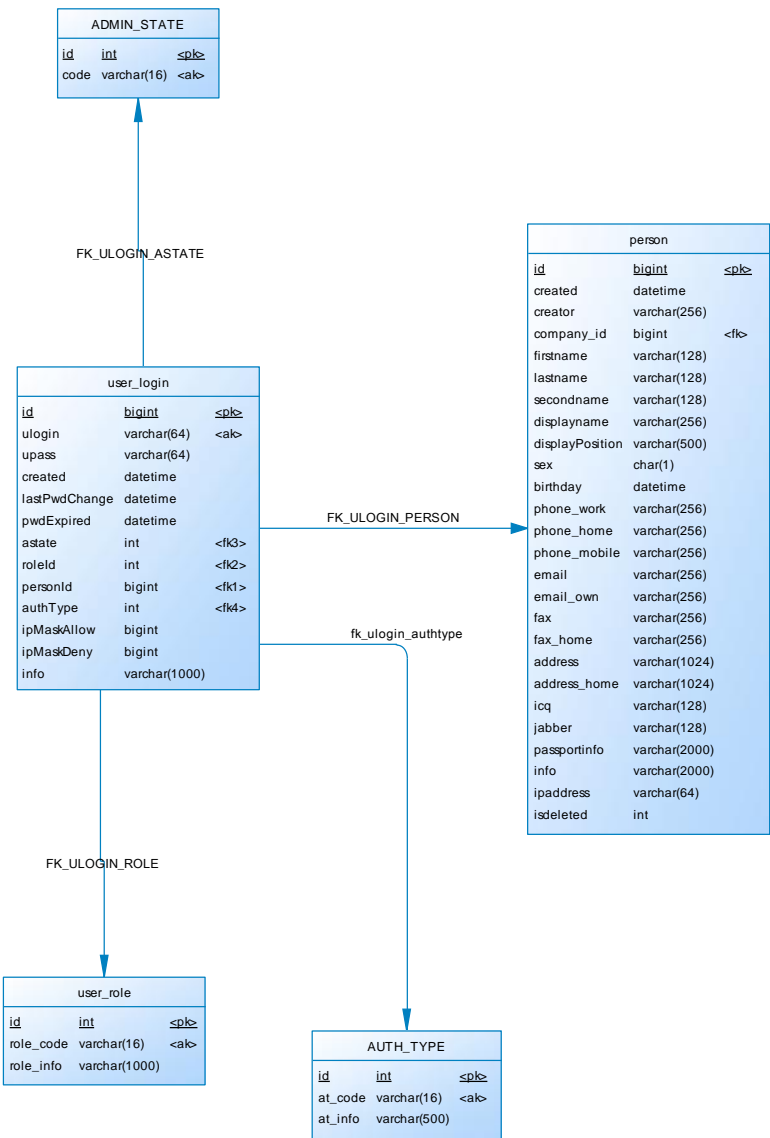 ADMIN_STATE
id int <pk>
code varchar(16) <ak>
FK_ULOGIN_ASTATE
person
id bigint <pk>
created datetime
creator varchar(256)
company_id bigint <fk>
firstname varchar(128)
lastname varchar(128)
secondname varchar(128)
displayname varchar(256)
displayPosition varchar(500)
sex char(1)
birthday datetime
phone_work varchar(256)
phone_home varchar(256)
phone_mobile varchar(256)
email varchar(256)
email_own varchar(256)
fax varchar(256)
fax_home varchar(256)
address varchar(1024)
address_home varchar(1024)
icq varchar(128)
jabber varchar(128)
passportinfo varchar(2000)
info varchar(2000)
ipaddress varchar(64)
isdeleted int
user_login
id bigint <pk>
ulogin varchar(64) <ak>
upass varchar(64)
created datetime
lastPwdChange datetime
pwdExpired datetime
astate int <fk3>
roleId int <fk2>
personId bigint <fk1>
authType int <fk4>
ipMaskAllow bigint
ipMaskDeny bigint
info varchar(1000)
FK_ULOGIN_PERSON
fk_ulogin_authtype
FK_ULOGIN_ROLE
user_role
id int <pk>
role_code varchar(16) <ak>
role_info varchar(1000)
AUTH_TYPE
id int <pk>
at_code varchar(16) <ak>
at_info varchar(500)